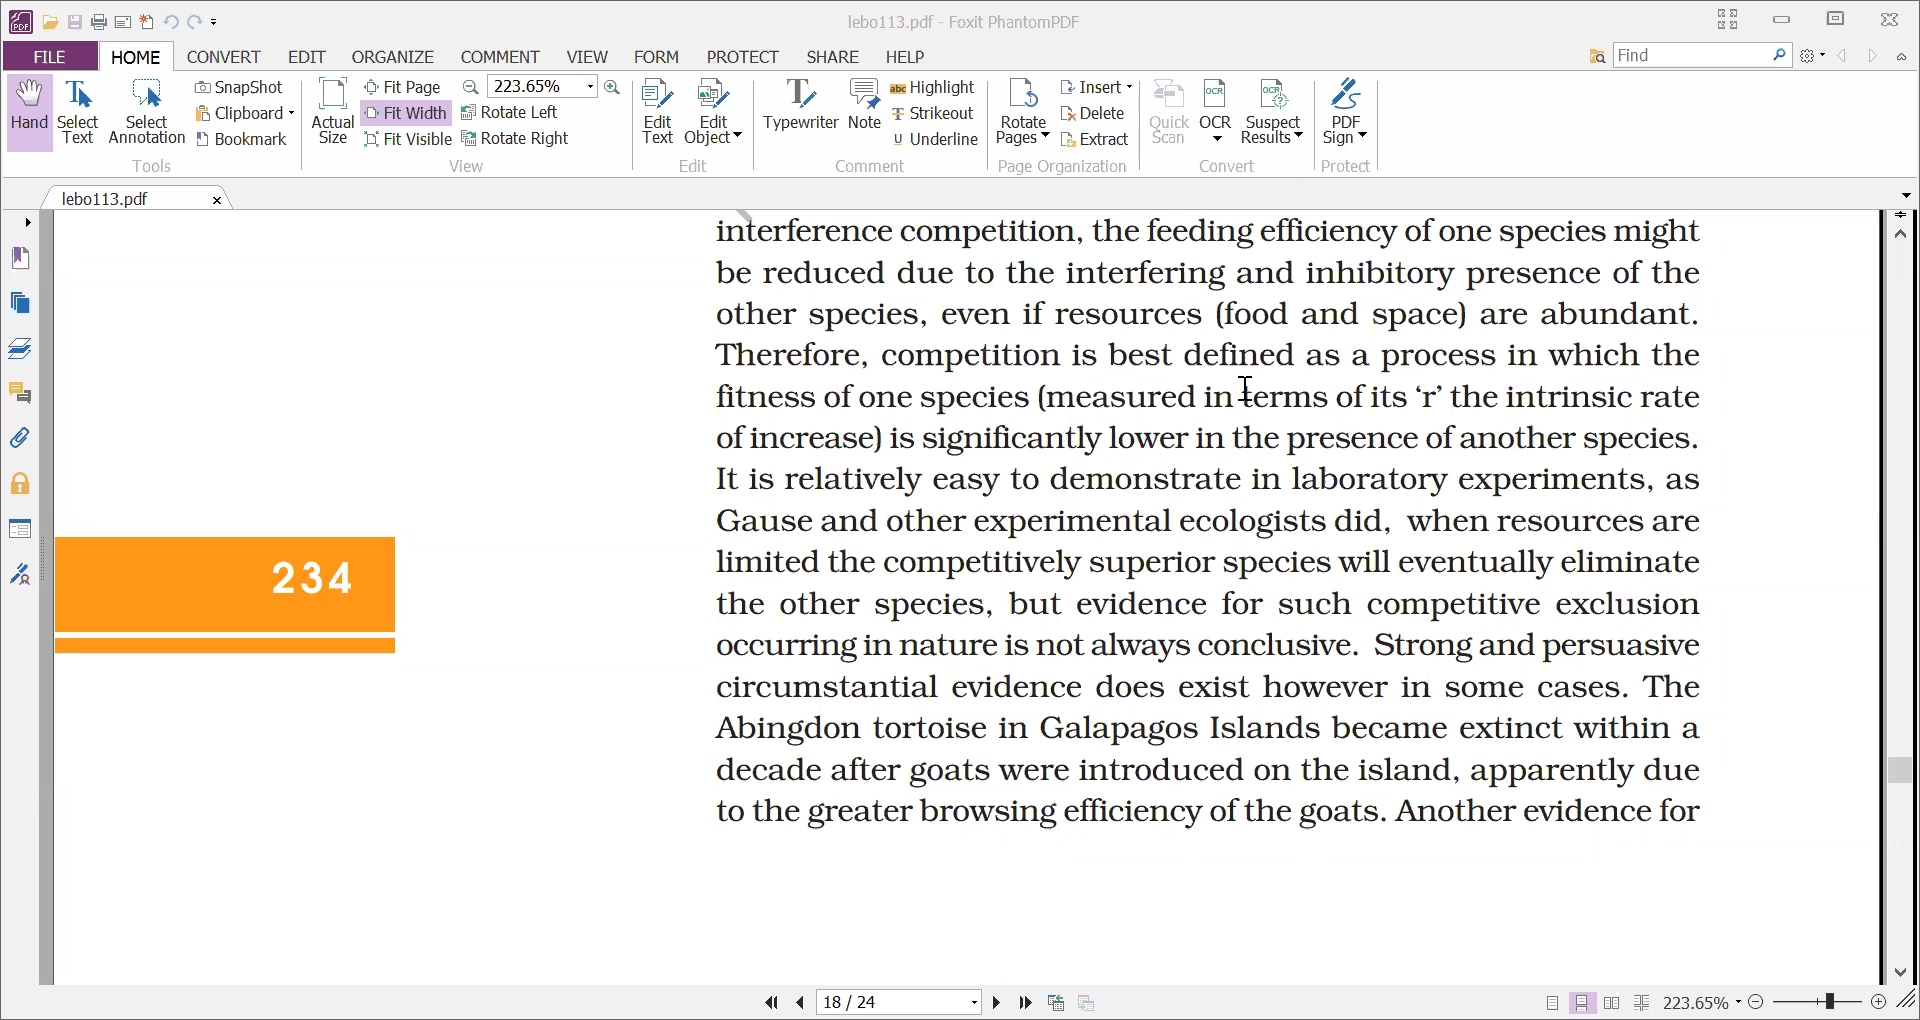 lebo113.pdf - Foxit PhantomPDF
FILE HOME CONVERT EDIT ORGANIZE COMMENT VIEW FORM PROTECT SHARE HELP Find
Hand
Select Text
Select Annotation
SnapShot
Clipboard
Bookmark
Tools
Actual Size
Fit Page
Fit Width
Fit Visible
223.65%
Rotate Left
Rotate Right
View
Edit Text
Edit Object
Edit
Typewriter
Note
abc Highlight
T Strikeout
U Underline
Comment
Rotate Pages
Insert
Delete
Extract
Page Organization
Quick Scan
OCR
OCR
OCR
Suspect Results
Convert
PDF Sign
Protect
lebo113.pdf
interference competition, the feeding efficiency of one species might
be reduced due to the interfering and inhibitory presence of the
other species, even if resources (food and space) are abundant.
Therefore, competition is best defined as a process in which the
fitness of one species (measured in terms of its ‘r’ the intrinsic rate
of increase) is significantly lower in the presence of another species.
It is relatively easy to demonstrate in laboratory experiments, as
Gause and other experimental ecologists did, when resources are
limited the competitively superior species will eventually eliminate
the other species, but evidence for such competitive exclusion
occurring in nature is not always conclusive. Strong and persuasive
circumstantial evidence does exist however in some cases. The
Abingdon tortoise in Galapagos Islands became extinct within a
decade after goats were introduced on the island, apparently due
to the greater browsing efficiency of the goats. Another evidence for
234
18 / 24
223.65%